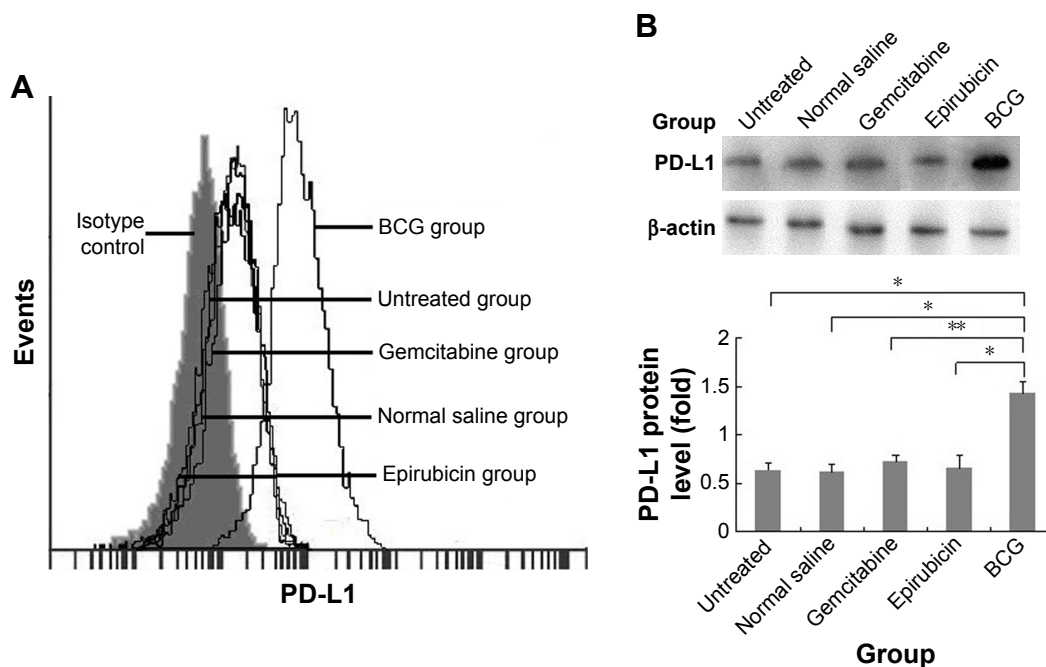 A
Isotype
control
BCG group
Untreated group
Gemcitabine group
Normal saline group
Epirubicin group
Events
PD-L1
B
Group
Untreated
Normal saline
Gemcitabine
Epirubicin
BCG
PD-L1
β-actin
*
*
**
*
PD-L1 protein
level (fold)
2
1.5
1
0.5
0
Untreated
Normal saline
Gemcitabine
Epirubicin
BCG
Group